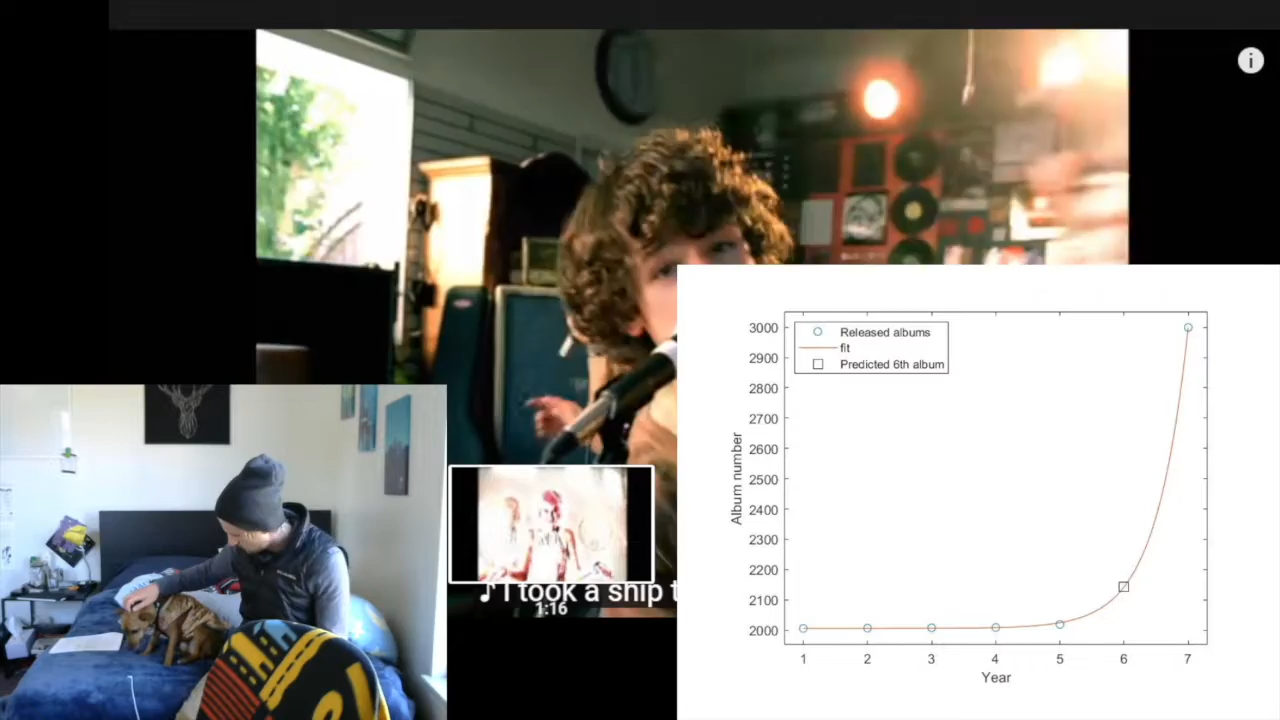 i
Released albums
fit
Predicted 6th album
3000
2900
2800
2700
2600
2500
2400
2300
2200
2100
2000
Album number
1 2 3 4 5 6 7
Year
♪ I took a ship t
1:16